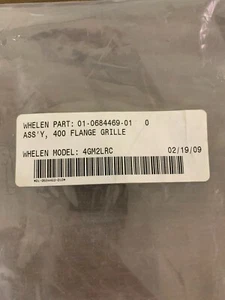 WHELEN PART: 01-0684469-01 0
ASS'Y, 400 FLANGE GRILLE
WHELEN MODEL: 4GM2LRC 02/19/09